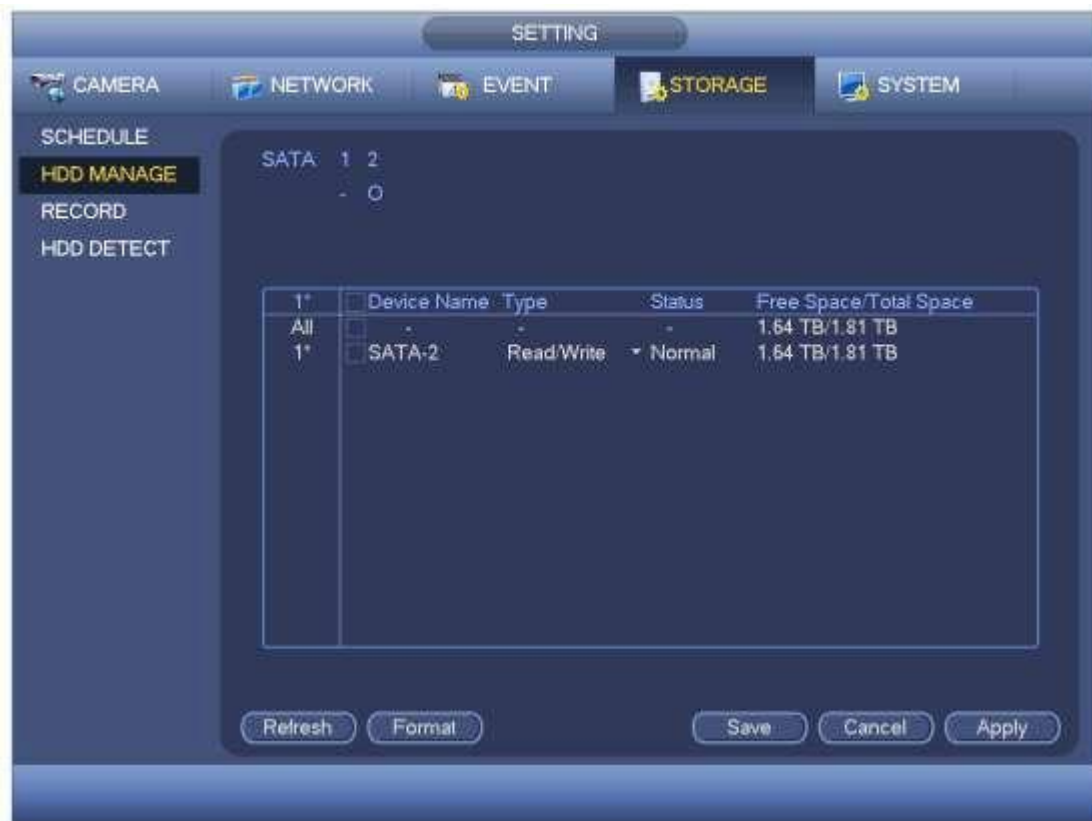 SETTING
CAMERA NETWORK EVENT STORAGE SYSTEM
SCHEDULE
HDD MANAGE
RECORD
HDD DETECT
SATA 1 2
- O
1* Device Name Type Status Free Space/Total Space
All - - - 1.64 TB/1.81 TB
1* SATA-2 Read/Write Normal 1.64 TB/1.81 TB
Refresh Format Save Cancel Apply